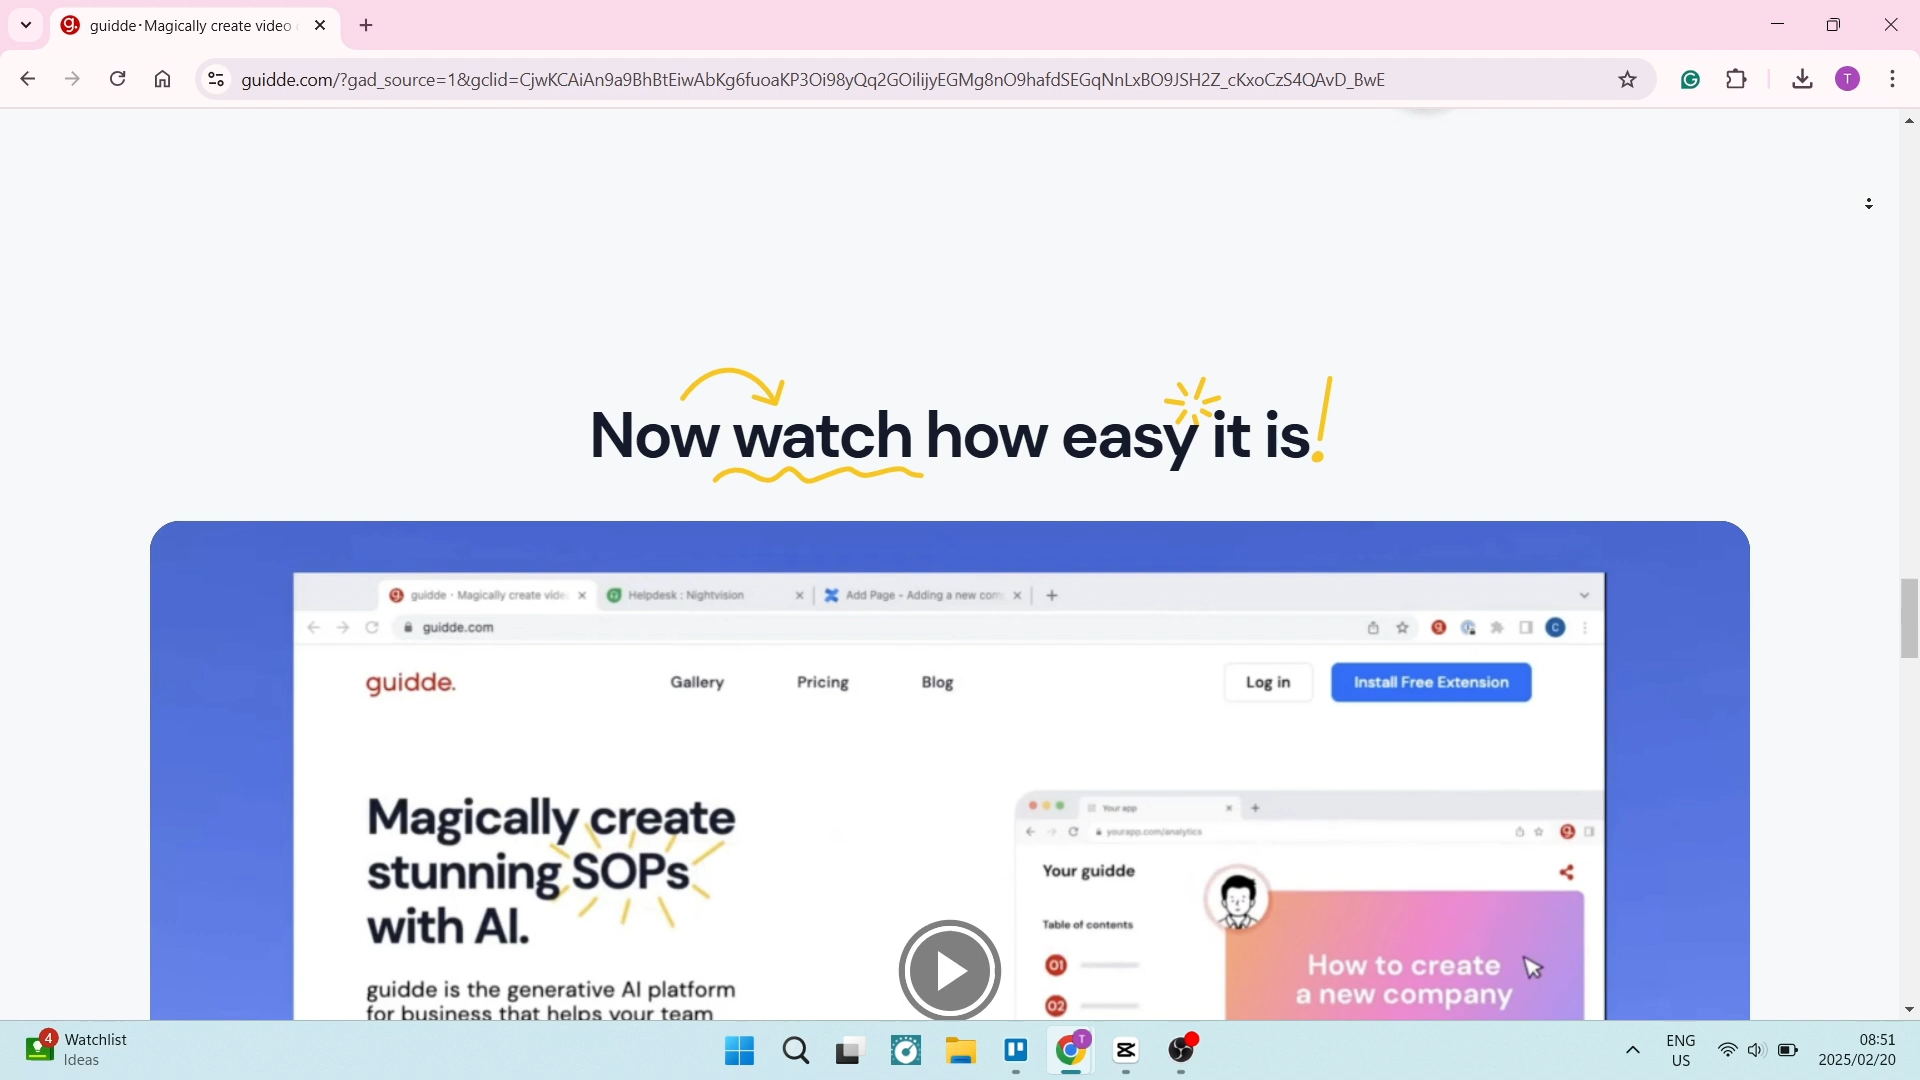 guidde·Magically create video
guidde.com/?gad_source=1&gclid=CjwKCAiAn9a9BhBtEiwAbKg6fuoaKP3Oi98yQq2GOiIijyEGMg8nO9hafdSEGqNnLxBO9JSH2Z_cKxoCzS4QAvD_BwE
T
Now watch how easy it is!
guidde · Magically create vide
Helpdesk : Nightvision
Add Page - Adding a new com
guidde.com
C
guidde.
Gallery
Pricing
Blog
Log in
Install Free Extension
Magically create
stunning SOPs
with AI.
guidde is the generative AI platform
for business that helps your team
Your app
yourapp.com/analytics
Your guidde
Table of contents
01
02
How to create
a new company
4
Watchlist
Ideas
T
ENG
US
08:51
2025/02/20